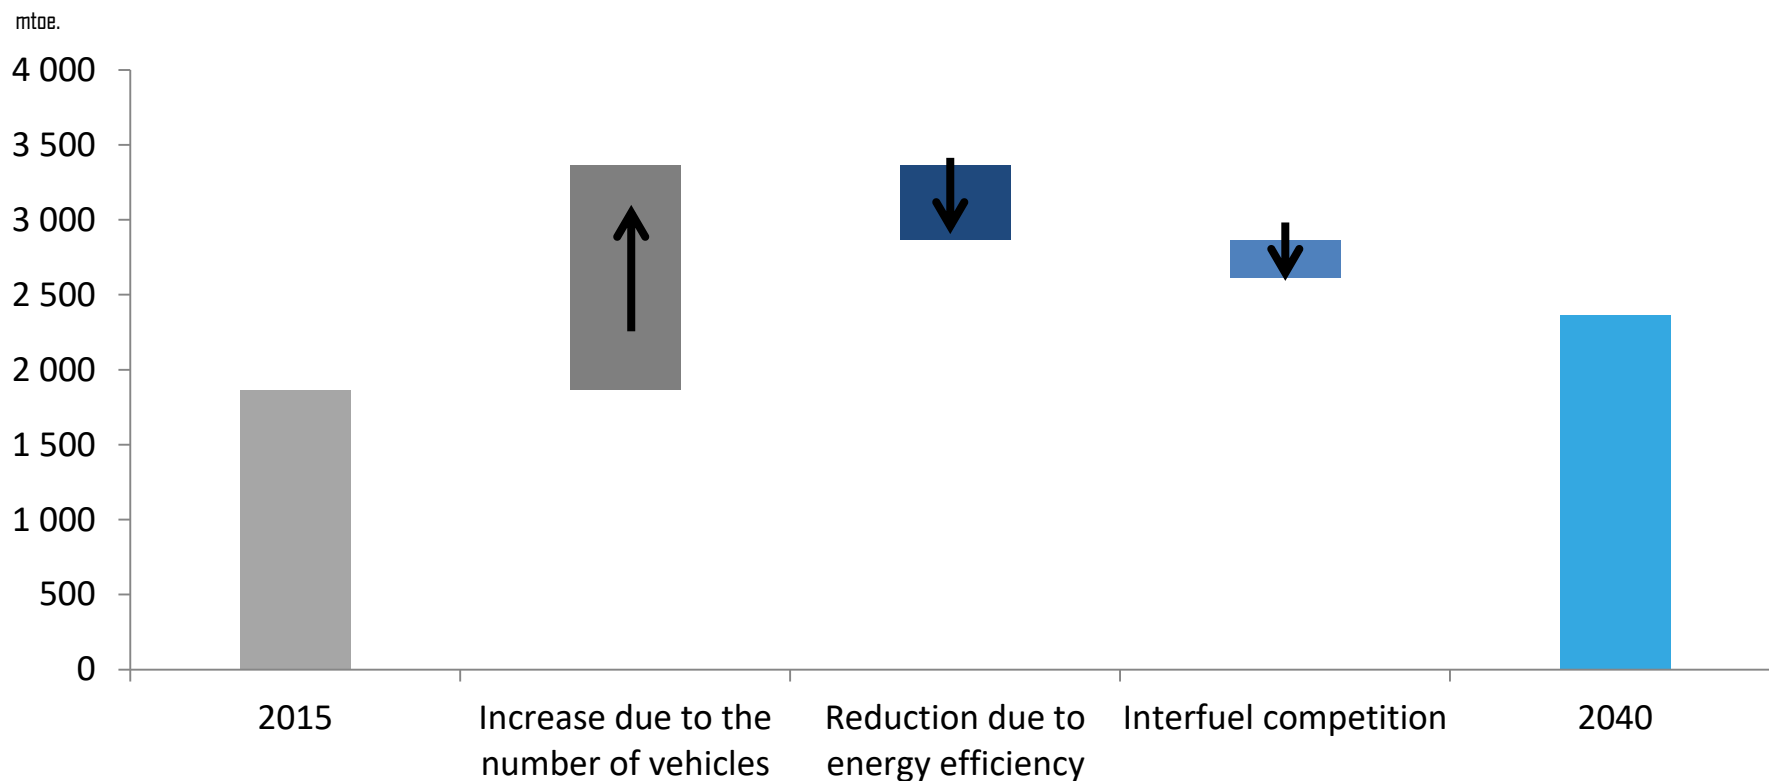 mtoe.
4 000
3 500
3 000
2 500
2 000
1 500
1 000
500
0
2015
Increase due to the
number of vehicles
Reduction due to
energy efficiency
Interfuel competition
2040